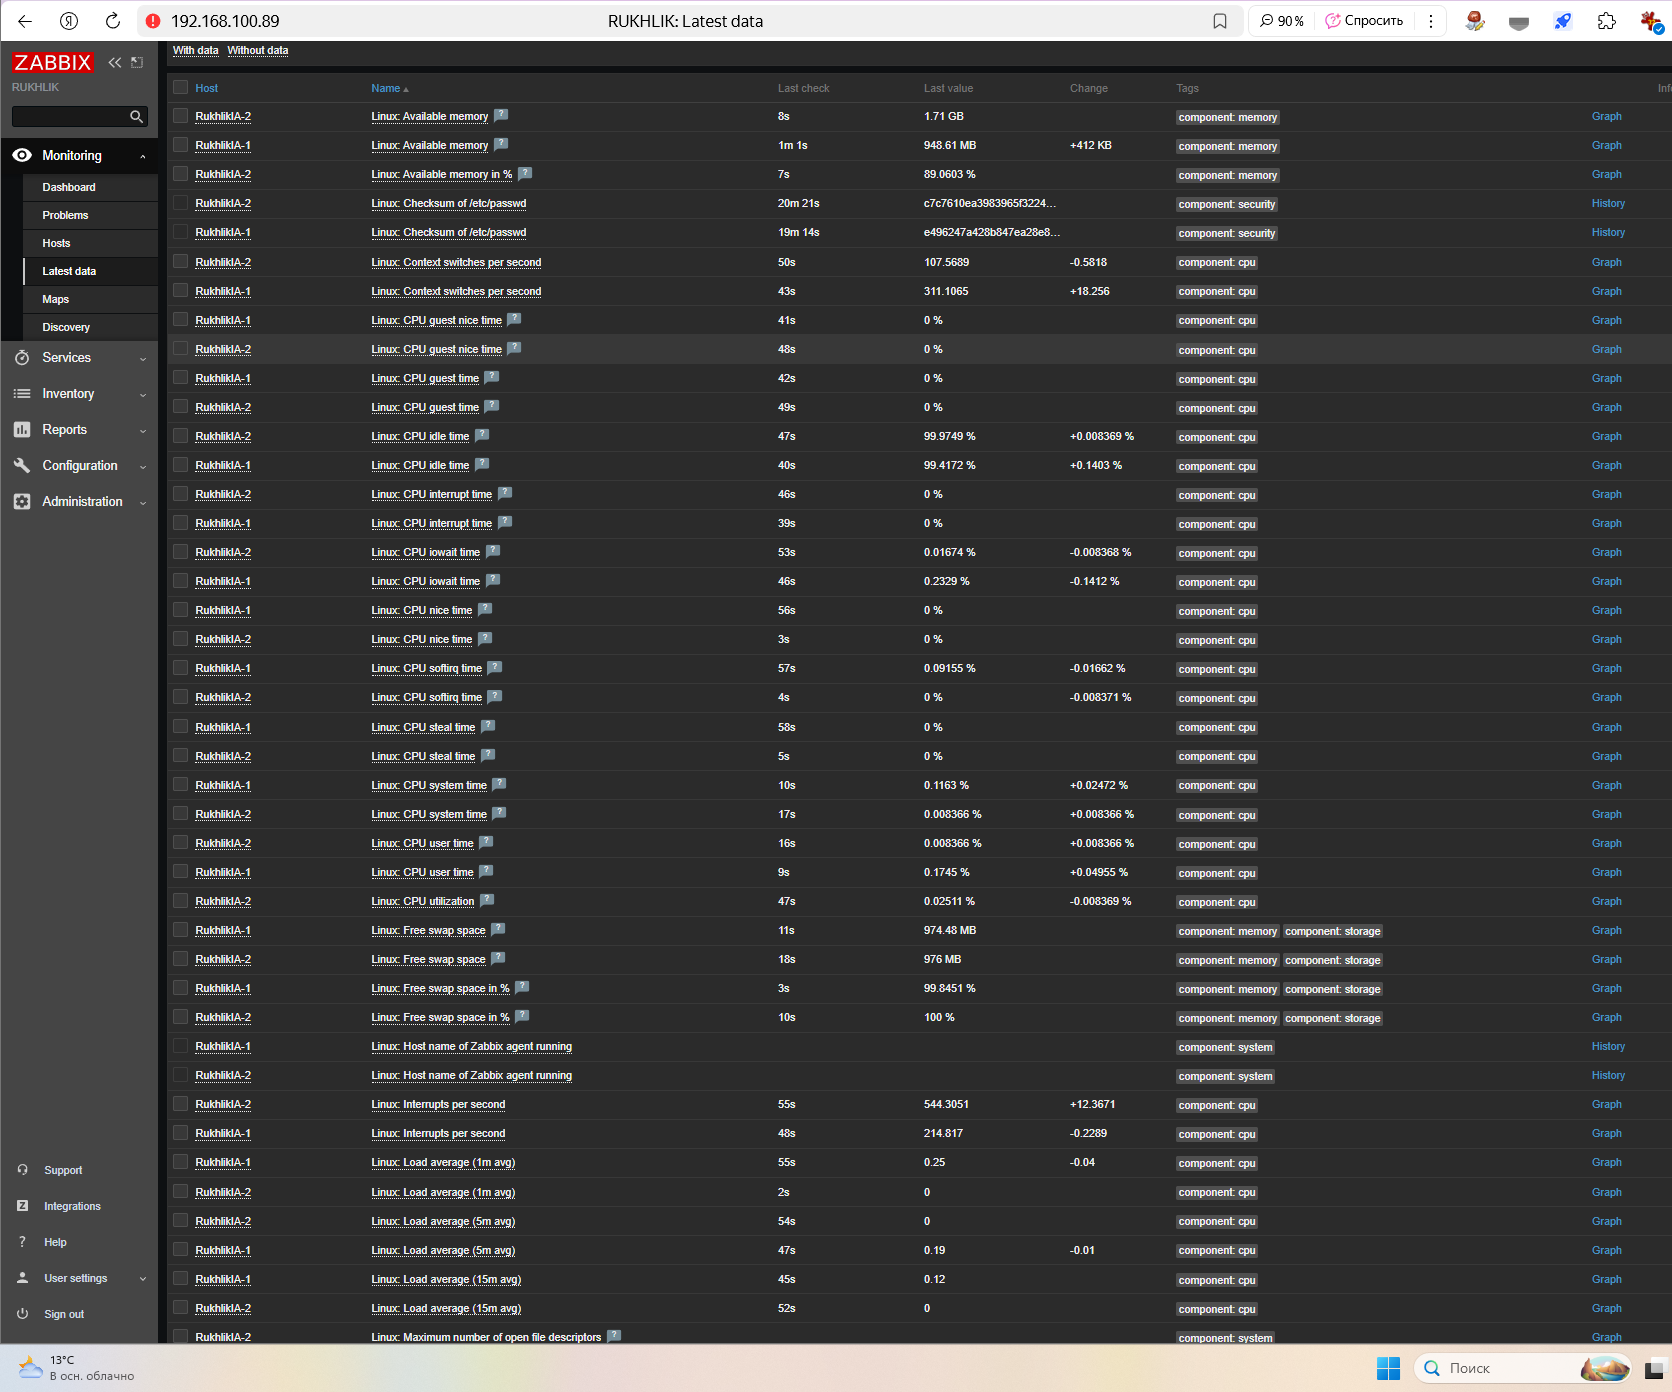 192.168.100.89
RUKHLIK: Latest data
90%
Спросить
ZABBIX
RUKHLIK
Monitoring
Dashboard
Problems
Hosts
Latest data
Maps
Discovery
Services
Inventory
Reports
Configuration
Administration
Support
Integrations
Help
User settings
Sign out
With data Without data
Host Name Last check Last value Change Tags Info
RukhlikIA-2 Linux: Available memory ? 8s 1.71 GB component: memory Graph
RukhlikIA-1 Linux: Available memory ? 1m 1s 948.61 MB +412 KB component: memory Graph
RukhlikIA-2 Linux: Available memory in % ? 7s 89.0603 % component: memory Graph
RukhlikIA-2 Linux: Checksum of /etc/passwd 20m 21s c7c7610ea3983965f3224... component: security History
RukhlikIA-1 Linux: Checksum of /etc/passwd 19m 14s e496247a428b847ea28e8... component: security History
RukhlikIA-2 Linux: Context switches per second 50s 107.5689 -0.5818 component: cpu Graph
RukhlikIA-1 Linux: Context switches per second 43s 311.1065 +18.256 component: cpu Graph
RukhlikIA-1 Linux: CPU guest nice time ? 41s 0 % component: cpu Graph
RukhlikIA-2 Linux: CPU guest nice time ? 48s 0 % component: cpu Graph
RukhlikIA-1 Linux: CPU guest time ? 42s 0 % component: cpu Graph
RukhlikIA-2 Linux: CPU guest time ? 49s 0 % component: cpu Graph
RukhlikIA-2 Linux: CPU idle time ? 47s 99.9749 % +0.008369 % component: cpu Graph
RukhlikIA-1 Linux: CPU idle time ? 40s 99.4172 % +0.1403 % component: cpu Graph
RukhlikIA-2 Linux: CPU interrupt time ? 46s 0 % component: cpu Graph
RukhlikIA-1 Linux: CPU interrupt time ? 39s 0 % component: cpu Graph
RukhlikIA-2 Linux: CPU iowait time ? 53s 0.01674 % -0.008368 % component: cpu Graph
RukhlikIA-1 Linux: CPU iowait time ? 46s 0.2329 % -0.1412 % component: cpu Graph
RukhlikIA-1 Linux: CPU nice time ? 56s 0 % component: cpu Graph
RukhlikIA-2 Linux: CPU nice time ? 3s 0 % component: cpu Graph
RukhlikIA-1 Linux: CPU softirq time ? 57s 0.09155 % -0.01662 % component: cpu Graph
RukhlikIA-2 Linux: CPU softirq time ? 4s 0 % -0.008371 % component: cpu Graph
RukhlikIA-1 Linux: CPU steal time ? 58s 0 % component: cpu Graph
RukhlikIA-2 Linux: CPU steal time ? 5s 0 % component: cpu Graph
RukhlikIA-1 Linux: CPU system time ? 10s 0.1163 % +0.02472 % component: cpu Graph
RukhlikIA-2 Linux: CPU system time ? 17s 0.008366 % +0.008366 % component: cpu Graph
RukhlikIA-2 Linux: CPU user time ? 16s 0.008366 % +0.008366 % component: cpu Graph
RukhlikIA-1 Linux: CPU user time ? 9s 0.1745 % +0.04955 % component: cpu Graph
RukhlikIA-2 Linux: CPU utilization ? 47s 0.02511 % -0.008369 % component: cpu Graph
RukhlikIA-1 Linux: Free swap space ? 11s 974.48 MB component: memory component: storage Graph
RukhlikIA-2 Linux: Free swap space ? 18s 976 MB component: memory component: storage Graph
RukhlikIA-1 Linux: Free swap space in % ? 3s 99.8451 % component: memory component: storage Graph
RukhlikIA-2 Linux: Free swap space in % ? 10s 100 % component: memory component: storage Graph
RukhlikIA-1 Linux: Host name of Zabbix agent running component: system History
RukhlikIA-2 Linux: Host name of Zabbix agent running component: system History
RukhlikIA-2 Linux: Interrupts per second 55s 544.3051 +12.3671 component: cpu Graph
RukhlikIA-1 Linux: Interrupts per second 48s 214.817 -0.2289 component: cpu Graph
RukhlikIA-1 Linux: Load average (1m avg) 55s 0.25 -0.04 component: cpu Graph
RukhlikIA-2 Linux: Load average (1m avg) 2s 0 component: cpu Graph
RukhlikIA-2 Linux: Load average (5m avg) 54s 0 component: cpu Graph
RukhlikIA-1 Linux: Load average (5m avg) 47s 0.19 -0.01 component: cpu Graph
RukhlikIA-1 Linux: Load average (15m avg) 45s 0.12 component: cpu Graph
RukhlikIA-2 Linux: Load average (15m avg) 52s 0 component: cpu Graph
RukhlikIA-2 Linux: Maximum number of open file descriptors ? component: system Graph
13°C
В осн. облачно
Поиск